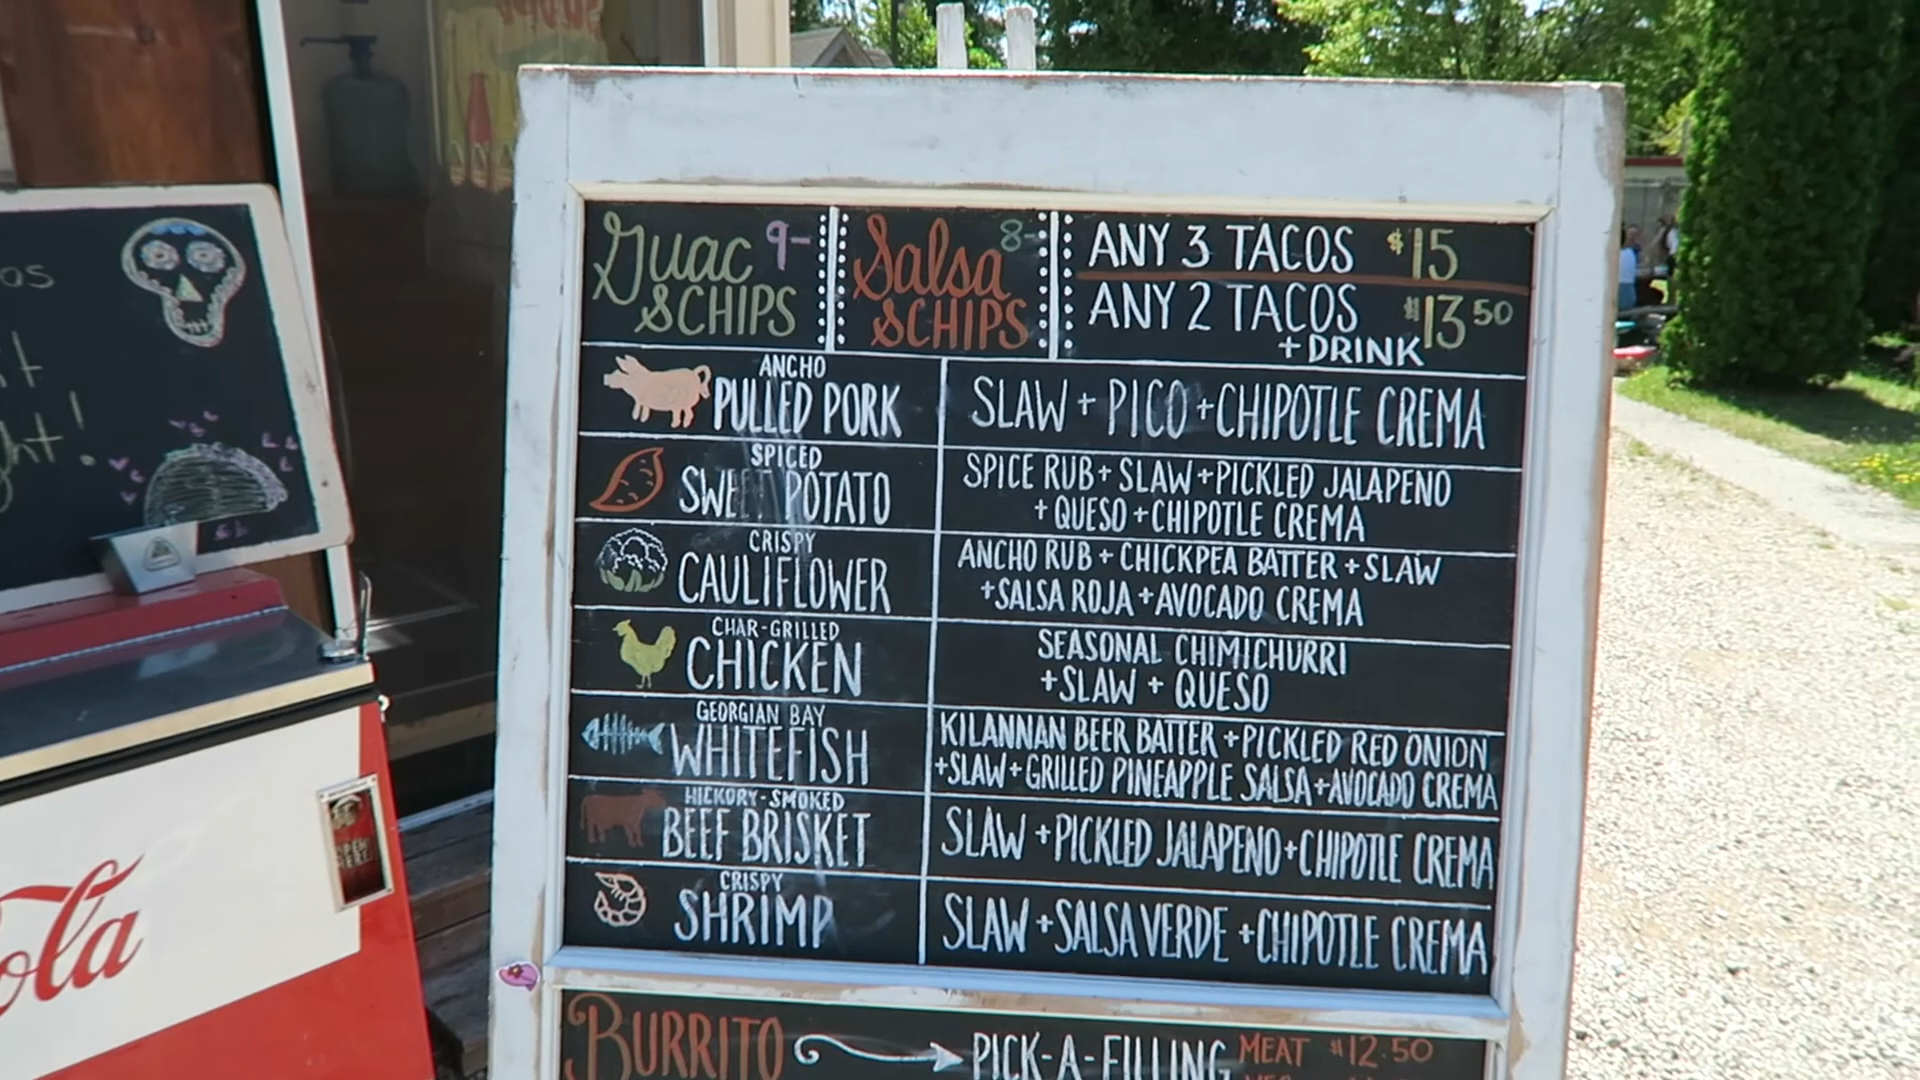 Guac 9-
& CHIPS
Salsa 8-
& CHIPS
ANY 3 TACOS $15
ANY 2 TACOS $13.50
+ DRINK
ANCHO
PULLED PORK
SLAW + PICO + CHIPOTLE CREMA
SPICED
SWEET POTATO
SPICE RUB + SLAW + PICKLED JALAPENO
+ QUESO + CHIPOTLE CREMA
CRISPY
CAULIFLOWER
ANCHO RUB + CHICKPEA BATTER + SLAW
+ SALSA ROJA + AVOCADO CREMA
CHAR-GRILLED
CHICKEN
SEASONAL CHIMICHURRI
+ SLAW + QUESO
GEORGIAN BAY
WHITEFISH
KILANNAN BEER BATTER + PICKLED RED ONION
+ SLAW + GRILLED PINEAPPLE SALSA + AVOCADO CREMA
HICKORY-SMOKED
BEEF BRISKET
SLAW + PICKLED JALAPENO + CHIPOTLE CREMA
CRISPY
SHRIMP
SLAW + SALSA VERDE + CHIPOTLE CREMA
BURRITO
PICK-A-FILLING
MEAT $12.50